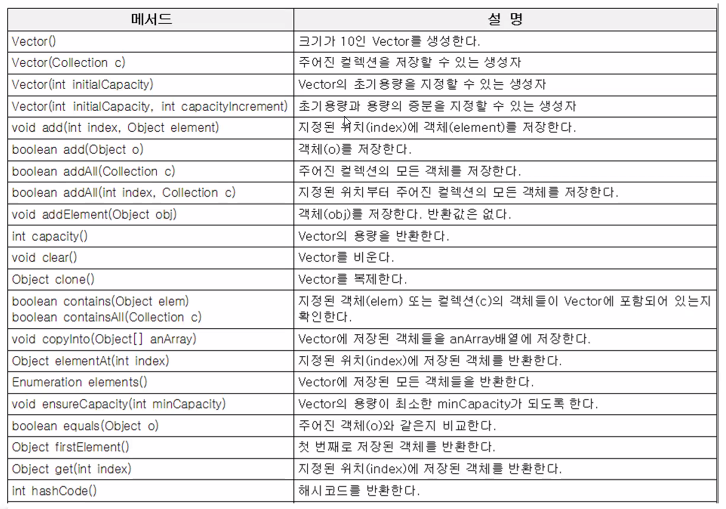 메서드 설 명
Vector() 크기가 10인 Vector를 생성한다.
Vector(Collection c) 주어진 컬렉션을 저장할 수 있는 생성자
Vector(int initialCapacity) Vector의 초기용량을 지정할 수 있는 생성자
Vector(int initialCapacity, int capacityIncrement) 초기용량과 용량의 증분을 지정할 수 있는 생성자
void add(int index, Object element) 지정된 위치(index)에 객체(element)를 저장한다.
boolean add(Object o) 객체(o)를 저장한다.
boolean addAll(Collection c) 주어진 컬렉션의 모든 객체를 저장한다.
boolean addAll(int index, Collection c) 지정된 위치부터 주어진 컬렉션의 모든 객체를 저장한다.
void addElement(Object obj) 객체(obj)를 저장한다. 반환값은 없다.
int capacity() Vector의 용량을 반환한다.
void clear() Vector를 비운다.
Object clone() Vector를 복제한다.
boolean contains(Object elem) 지정된 객체(elem) 또는 컬렉션(c)의 객체들이 Vector에 포함되어 있는지
boolean containsAll(Collection c) 확인한다.
void copyInto(Object[] anArray) Vector에 저장된 객체들을 anArray배열에 저장한다.
Object elementAt(int index) 지정된 위치(index)에 저장된 객체를 반환한다.
Enumeration elements() Vector에 저장된 모든 객체들을 반환한다.
void ensureCapacity(int minCapacity) Vector의 용량이 최소한 minCapacity가 되도록 한다.
boolean equals(Object o) 주어진 객체(o)와 같은지 비교한다.
Object firstElement() 첫 번째로 저장된 객체를 반환한다.
Object get(int index) 지정된 위치(index)에 저장된 객체를 반환한다.
int hashCode() 해시코드를 반환한다.